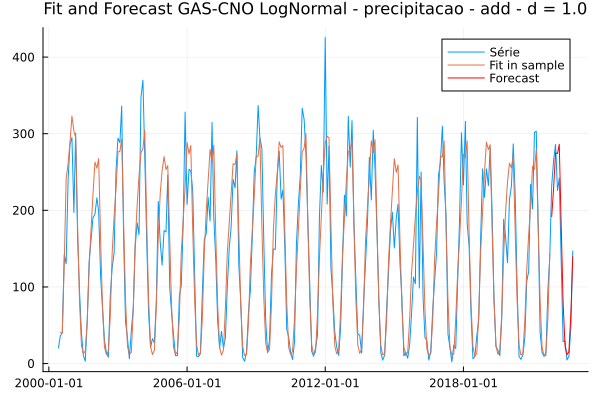 Fit and Forecast GAS-CNO LogNormal - precipitacao - add - d = 1.0
Série
Fit in sample
Forecast
400
300
200
100
0
2000-01-01
2006-01-01
2012-01-01
2018-01-01